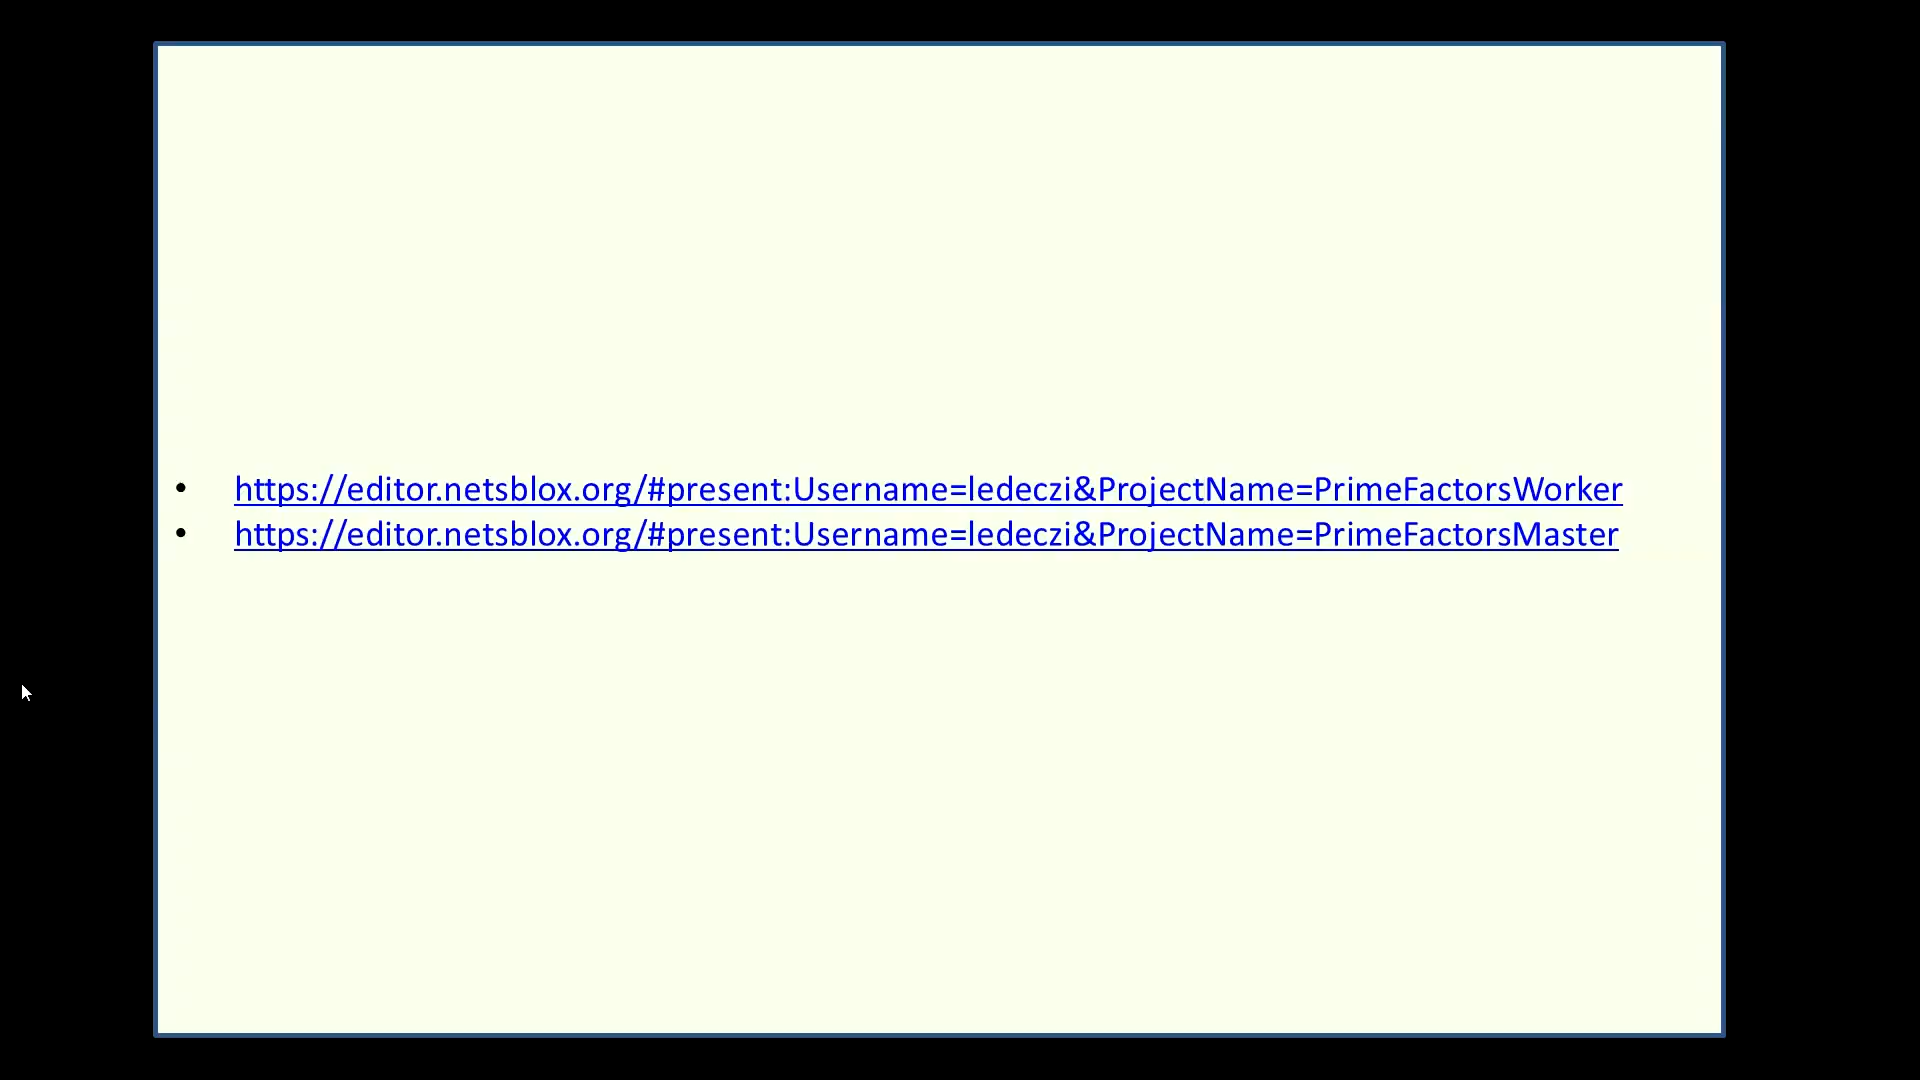 • https://editor.netsblox.org/#present:Username=ledeczi&ProjectName=PrimeFactorsWorker
• https://editor.netsblox.org/#present:Username=ledeczi&ProjectName=PrimeFactorsMaster